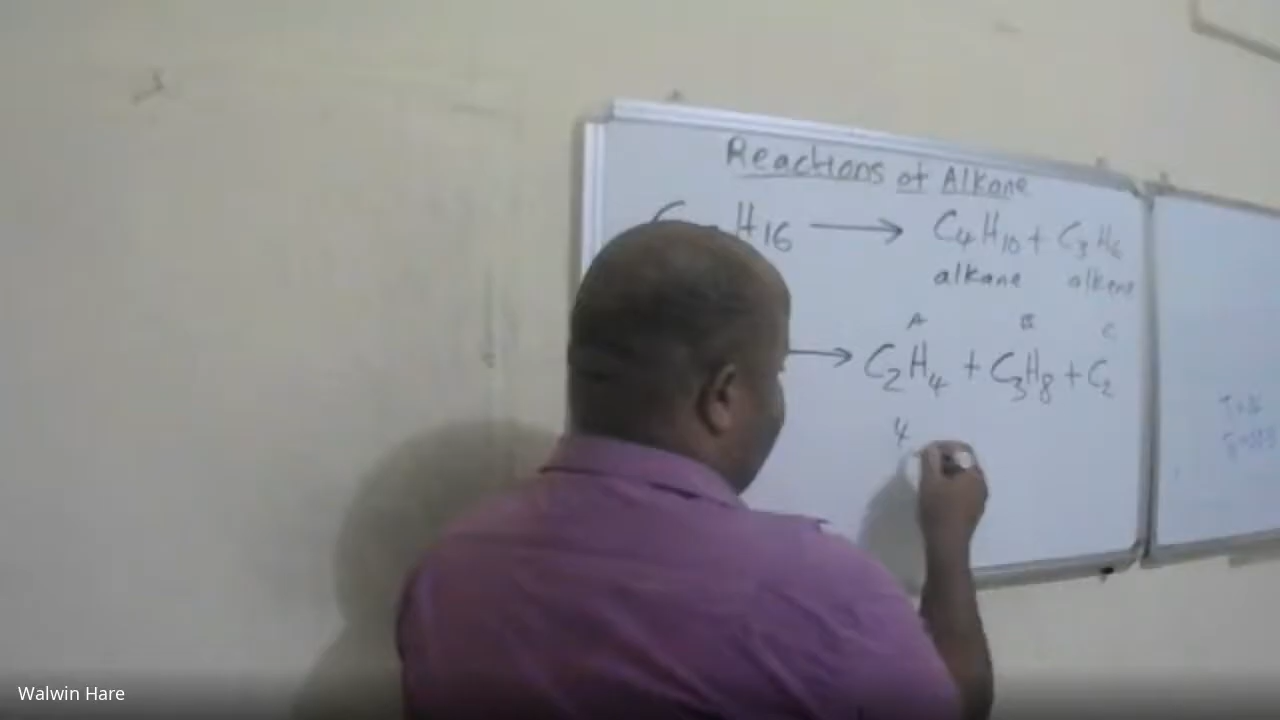 Reactions of Alkane
C H₁₆ ⟶ C₄H₁₀ + C₃H₆
alkane alkene
A B C
⟶ C₂H₄ + C₃H₈ + C₂
4
Walwin Hare